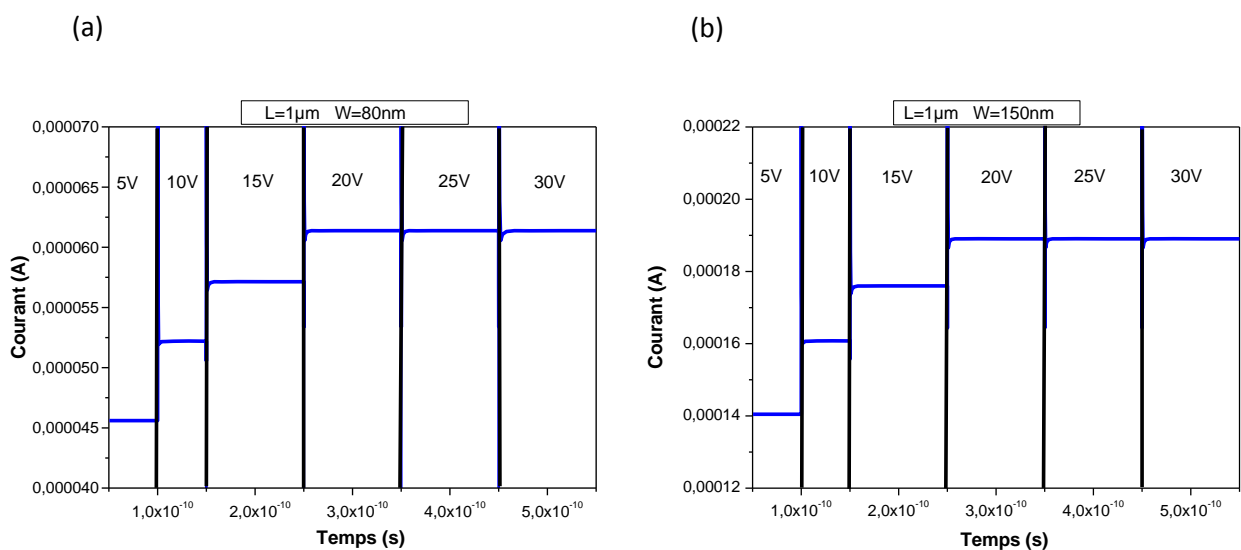 (a)
L=1µm W=80nm
0,000070
0,000065
0,000060
0,000055
0,000050
0,000045
0,000040
5V 10V 15V 20V 25V 30V
Courant (A)
1,0x10⁻¹⁰ 2,0x10⁻¹⁰ 3,0x10⁻¹⁰ 4,0x10⁻¹⁰ 5,0x10⁻¹⁰
Temps (s)
(b)
L=1µm W=150nm
0,00022
0,00020
0,00018
0,00016
0,00014
0,00012
5V 10V 15V 20V 25V 30V
Courant (A)
1,0x10⁻¹⁰ 2,0x10⁻¹⁰ 3,0x10⁻¹⁰ 4,0x10⁻¹⁰ 5,0x10⁻¹⁰
Temps (s)